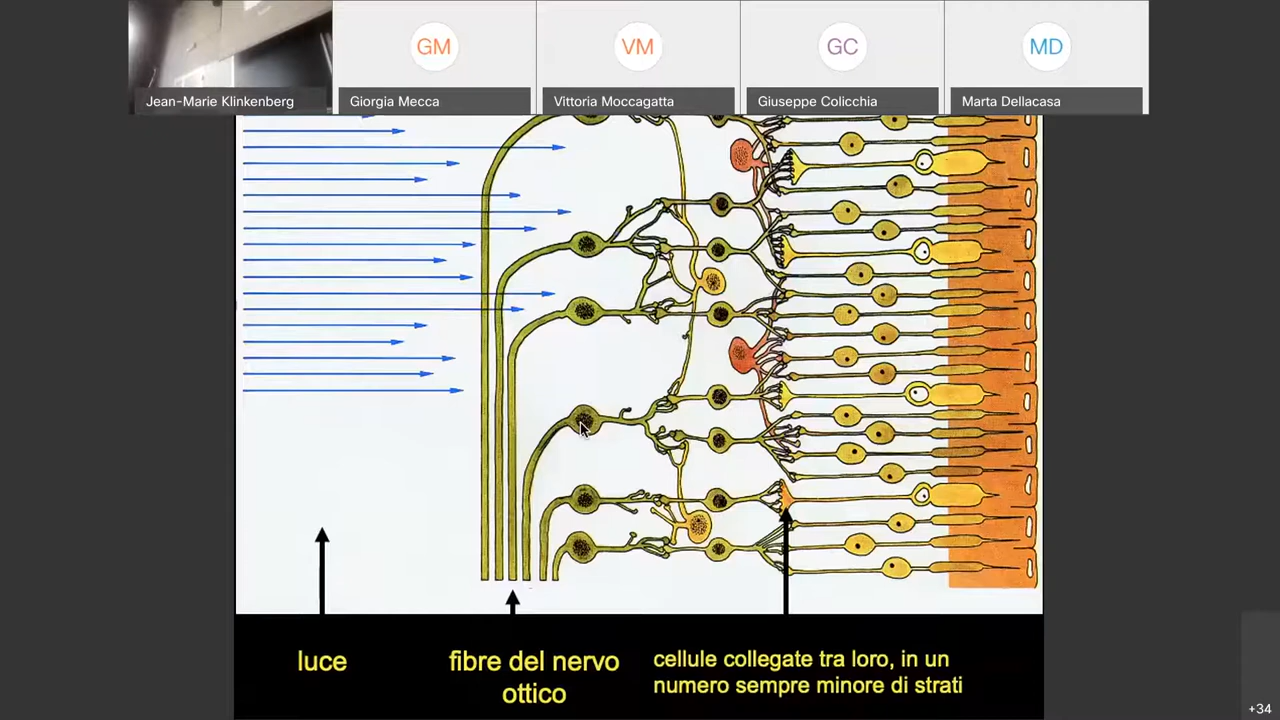 GM
VM
GC
MD
Jean-Marie Klinkenberg
Giorgia Mecca
Vittoria Moccagatta
Giuseppe Colicchia
Marta Dellacasa
luce
fibre del nervo
ottico
cellule collegate tra loro, in un
numero sempre minore di strati
+34